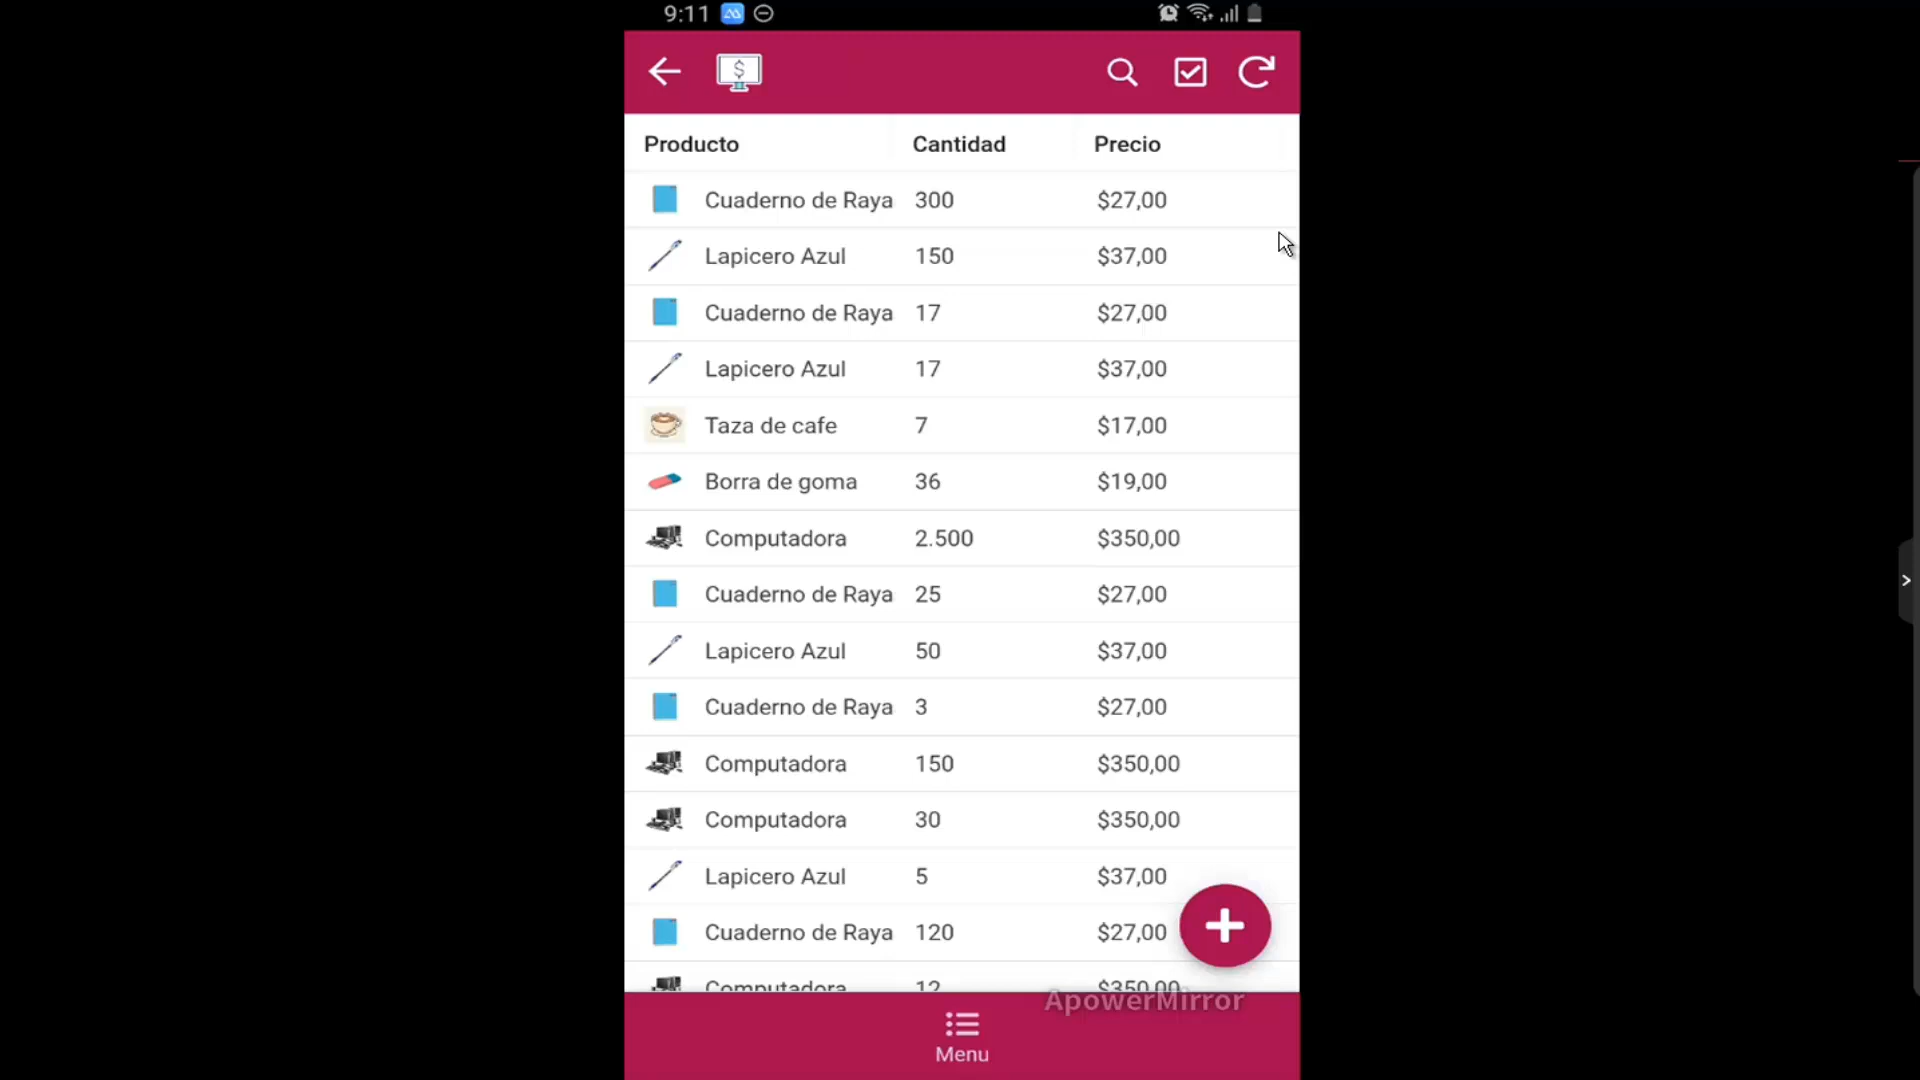 9:11
$
Producto Cantidad Precio
Cuaderno de Raya 300 $27,00
Lapicero Azul 150 $37,00
Cuaderno de Raya 17 $27,00
Lapicero Azul 17 $37,00
Taza de cafe 7 $17,00
Borra de goma 36 $19,00
Computadora 2.500 $350,00
Cuaderno de Raya 25 $27,00
Lapicero Azul 50 $37,00
Cuaderno de Raya 3 $27,00
Computadora 150 $350,00
Computadora 30 $350,00
Lapicero Azul 5 $37,00
Cuaderno de Raya 120 $27,00
Computadora 12 $350,00
ApowerMirror
Menu